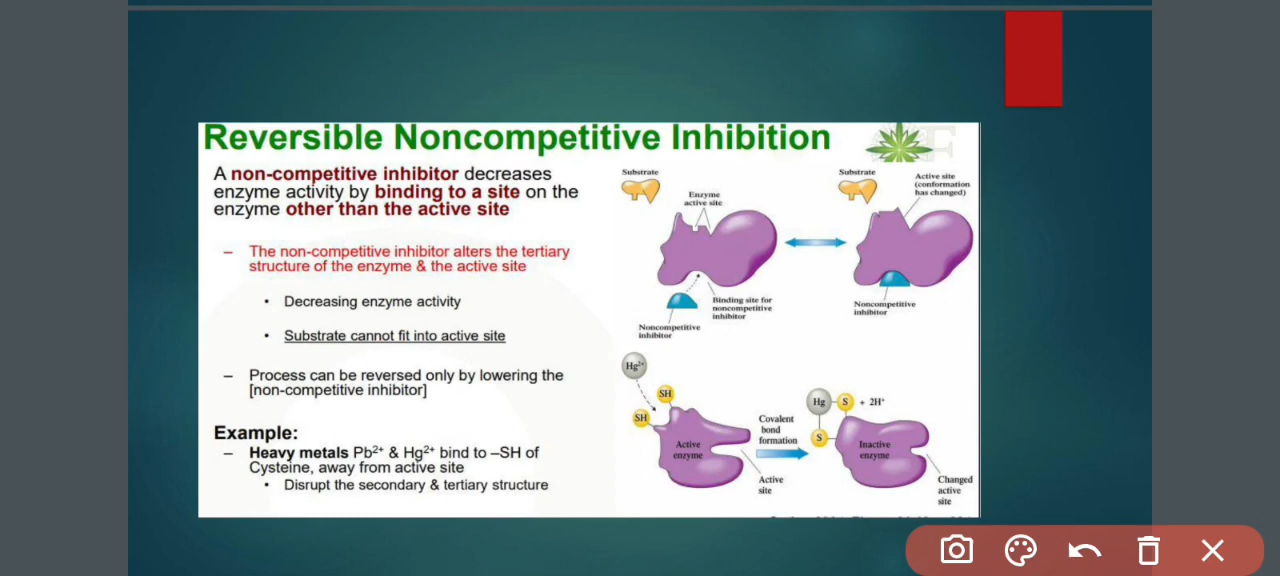 Reversible Noncompetitive Inhibition
A non-competitive inhibitor decreases
enzyme activity by binding to a site on the
enzyme other than the active site
– The non-competitive inhibitor alters the tertiary
structure of the enzyme & the active site
• Decreasing enzyme activity
• Substrate cannot fit into active site
– Process can be reversed only by lowering the
[non-competitive inhibitor]
Example:
– Heavy metals Pb²⁺ & Hg²⁺ bind to –SH of
Cysteine, away from active site
• Disrupt the secondary & tertiary structure
Substrate
Enzyme
active site
Binding site for
noncompetitive
inhibitor
Noncompetitive
inhibitor
Substrate
Active site
(conformation
has changed)
Noncompetitive
inhibitor
Hg²⁺
SH
SH
Active
enzyme
Active
site
Covalent
bond
formation
Hg
S
+ 2H⁺
S
Inactive
enzyme
Changed
active
site